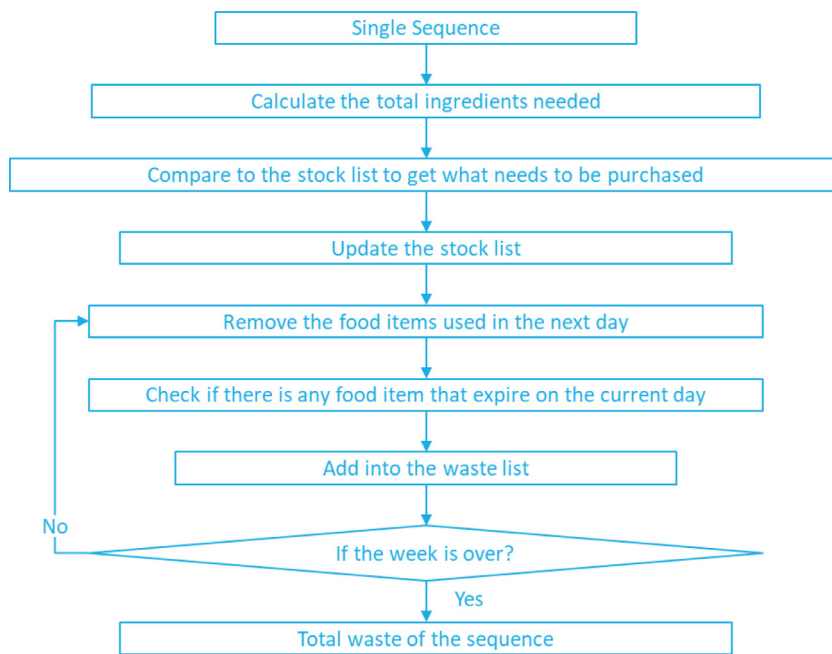 Single Sequence
Calculate the total ingredients needed
Compare to the stock list to get what needs to be purchased
Update the stock list
Remove the food items used in the next day
Check if there is any food item that expire on the current day
Add into the waste list
No
If the week is over?
Yes
Total waste of the sequence